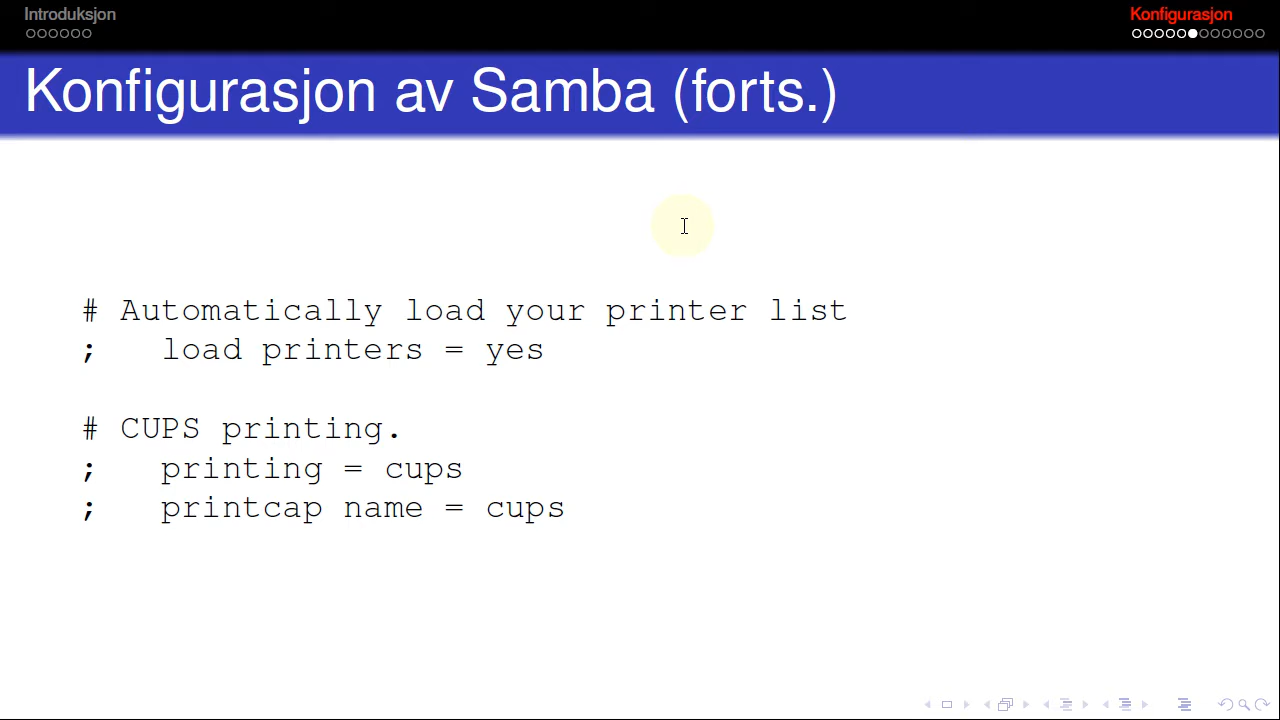 Introduksjon
Konfigurasjon
Konfigurasjon av Samba (forts.)
# Automatically load your printer list
;   load printers = yes
# CUPS printing.
;   printing = cups
;   printcap name = cups